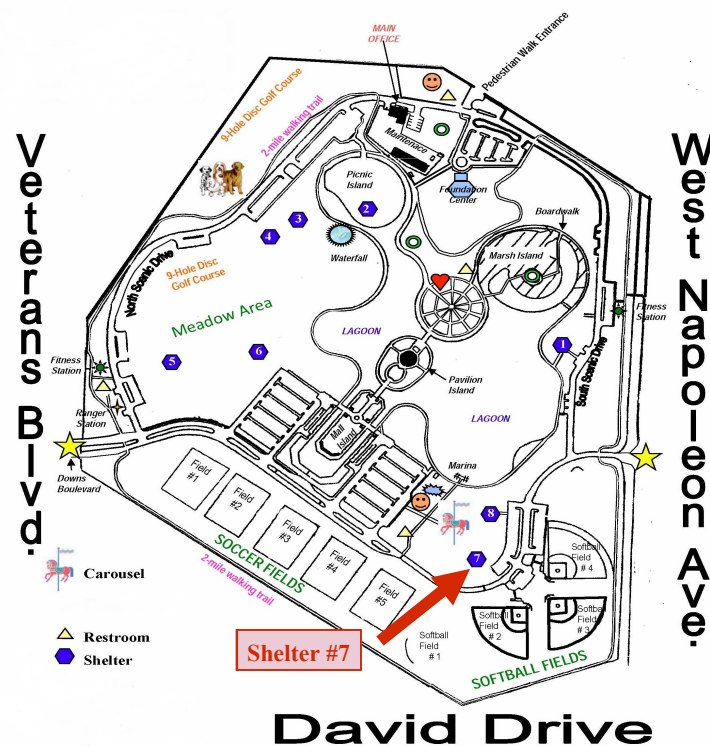 MAIN
OFFICE
Pedestrian Walk Entrance
9-Hole Disc Golf Course
2-mile walking trail
Maintenace
Picnic
Island
Foundation
Center
2
3
4
Boardwalk
Waterfall
Marsh Island
North Scenic Drive
9-Hole Disc
Golf Course
Meadow Area
LAGOON
Fitness
Station
1
South Scenic Drive
Fitness
Station
5
6
Pavilion
Island
LAGOON
Ranger
Station
Mall
Island
Downs
Boulevard
Marina
Field
#1
Field
#2
Field
#3
Field
#4
Field
#5
SOCCER FIELDS
2-mile walking trail
8
7
Softball
Field
# 4
Softball
Field
# 3
Softball
Field
# 2
Softball
Field
# 1
SOFTBALL FIELDS
Carousel
Restroom
Shelter
Shelter #7
Veterans Blvd.
West Napoleon Ave.
David Drive